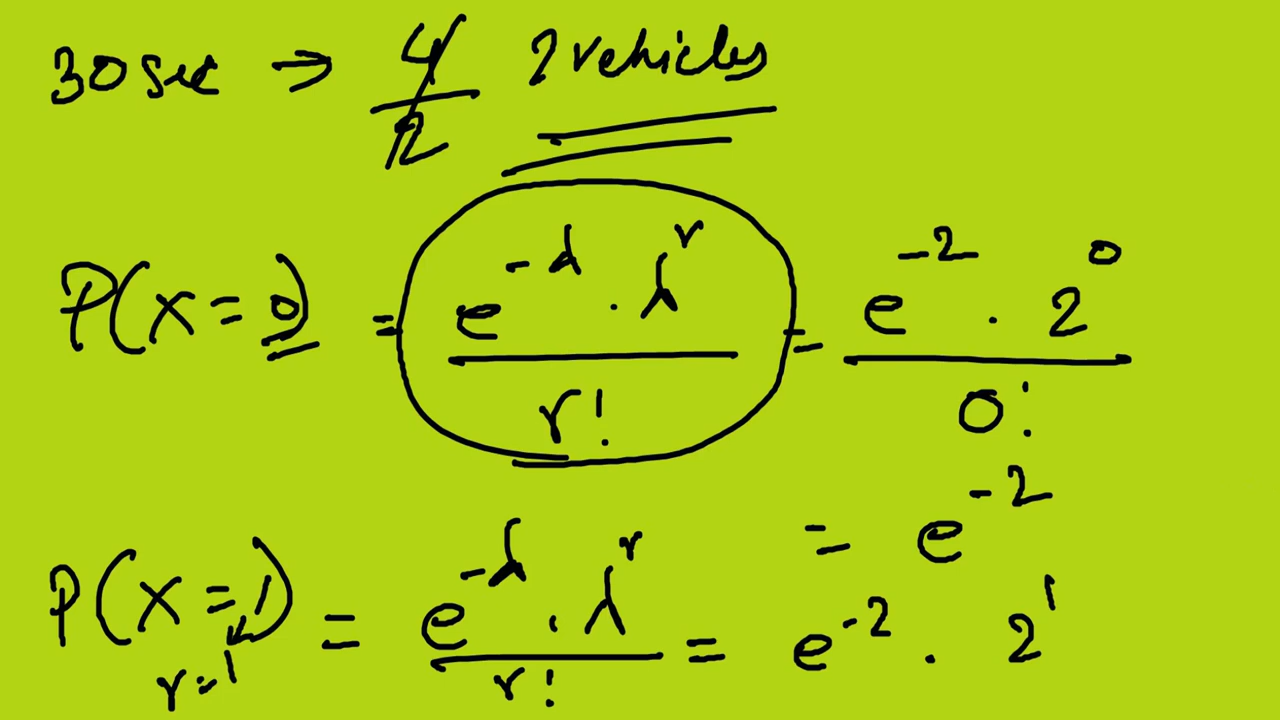 30 sec → 4/2 2 vehicles
P(X = 0) = e^{-λ} . λ^r / r! = e^{-2} . 2^0 / 0!
= e^{-2}
P(X = 1) = e^{-λ} . λ^r / r! = e^{-2} . 2^1
r = 1